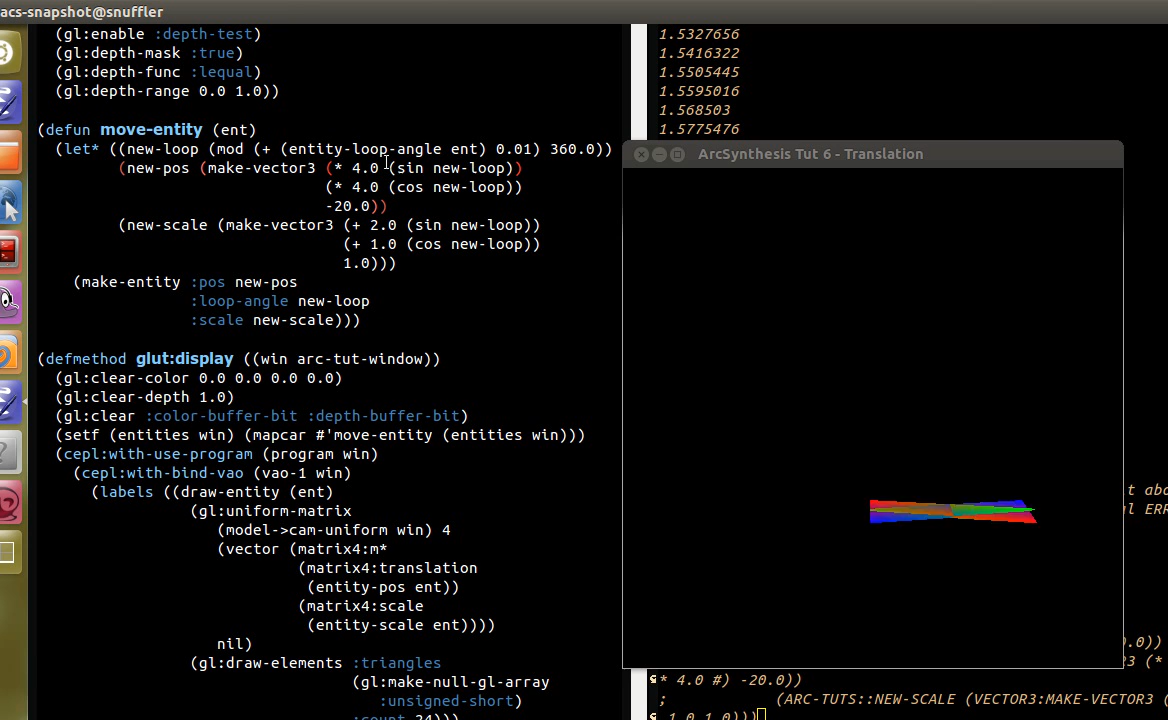 acs-snapshot@snuffler
(gl:enable :depth-test)
(gl:depth-mask :true)
(gl:depth-func :lequal)
(gl:depth-range 0.0 1.0))
(defun move-entity (ent)
(let* ((new-loop (mod (+ (entity-loop-angle ent) 0.01) 360.0))
(new-pos (make-vector3 (* 4.0 (sin new-loop))
(* 4.0 (cos new-loop))
-20.0))
(new-scale (make-vector3 (+ 2.0 (sin new-loop))
(+ 1.0 (cos new-loop))
1.0)))
(make-entity :pos new-pos
:loop-angle new-loop
:scale new-scale)))
(defmethod glut:display ((win arc-tut-window))
(gl:clear-color 0.0 0.0 0.0 0.0)
(gl:clear-depth 1.0)
(gl:clear :color-buffer-bit :depth-buffer-bit)
(setf (entities win) (mapcar #'move-entity (entities win)))
(cepl:with-use-program (program win)
(cepl:with-bind-vao (vao-1 win)
(labels ((draw-entity (ent)
(gl:uniform-matrix
(model->cam-uniform win) 4
(vector (matrix4:m*
(matrix4:translation
(entity-pos ent))
(matrix4:scale
(entity-scale ent))))
nil)
(gl:draw-elements :triangles
(gl:make-null-gl-array
:unsigned-short)
:count 24)))
1.5327656
1.5416322
1.5505445
1.5595016
1.568503
1.5775476
ArcSynthesis Tut 6 - Translation
t abo
l ERR
.0))
3 (*
* 4.0 #) -20.0))
; (ARC-TUTS::NEW-SCALE (VECTOR3:MAKE-VECTOR3 (
1.0 1.0)))